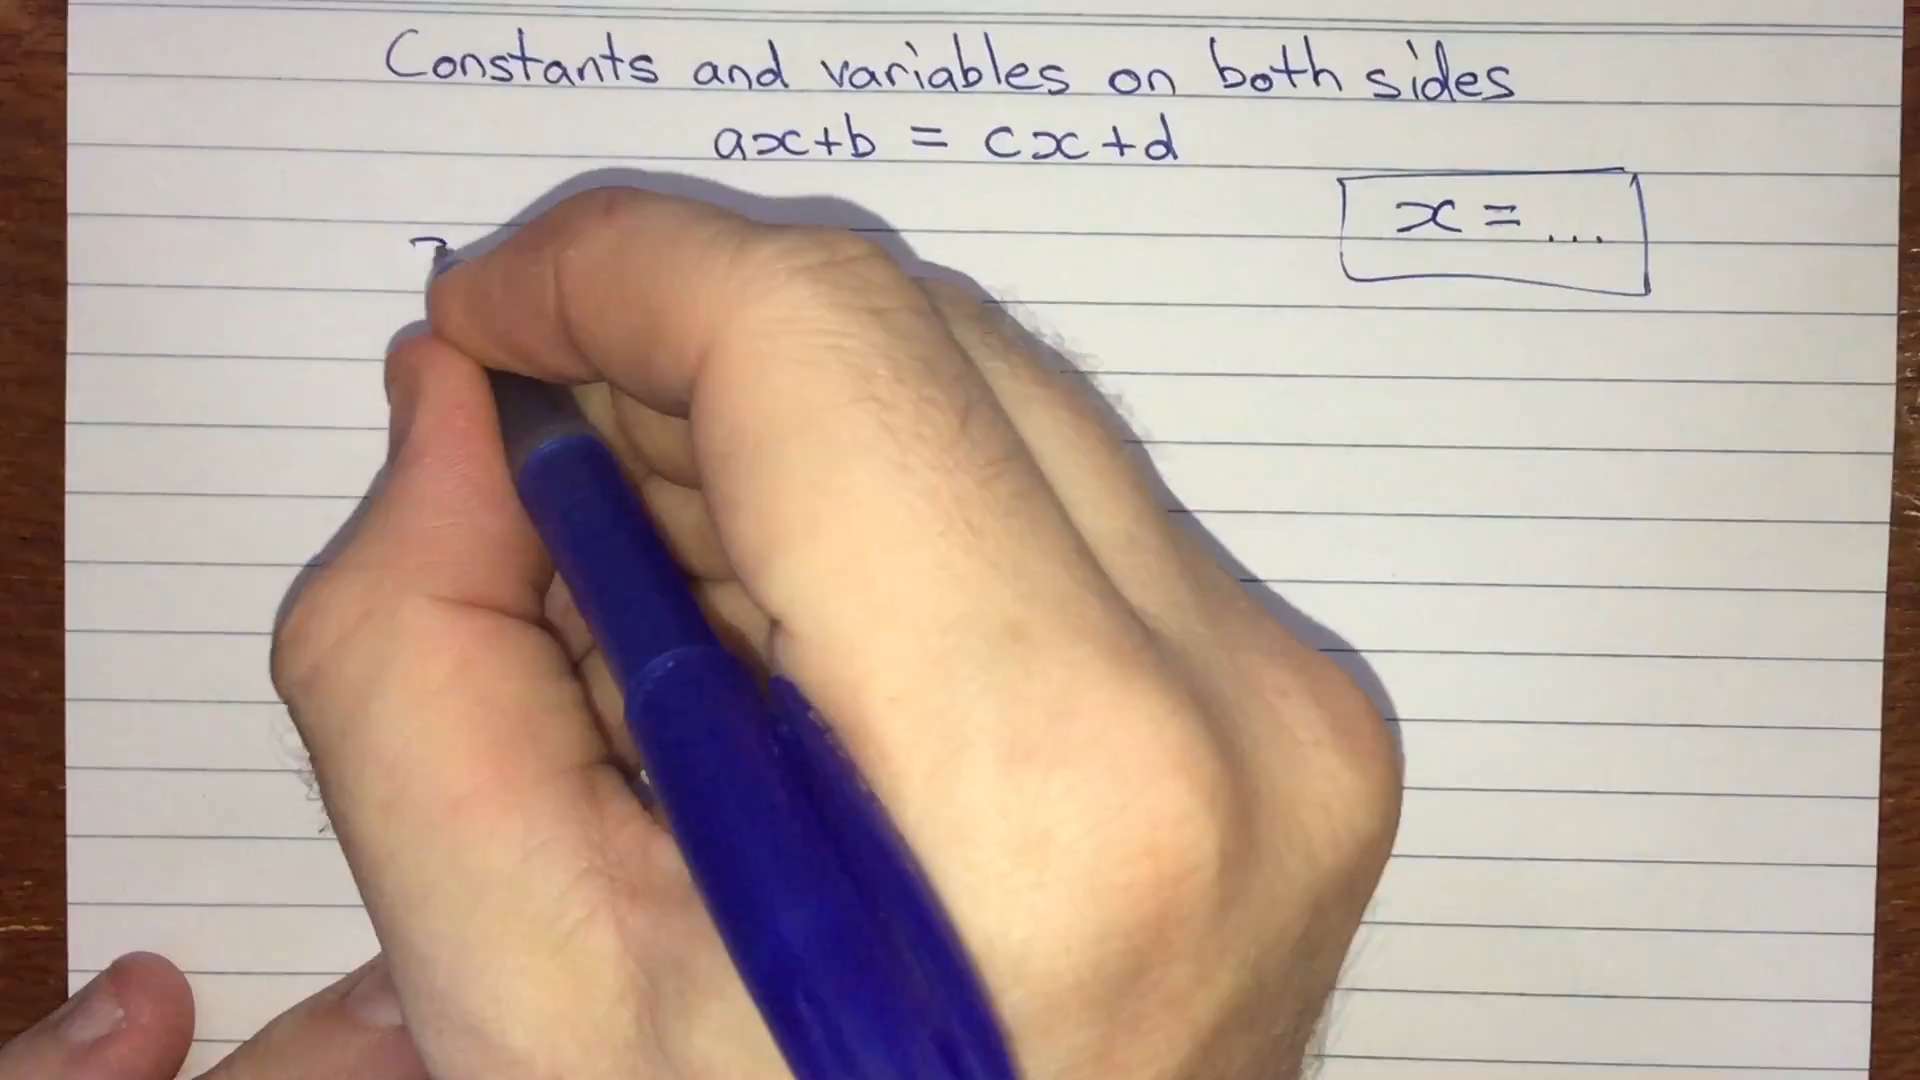 Constants and variables on both sides
ax+b = cx+d
x = ...